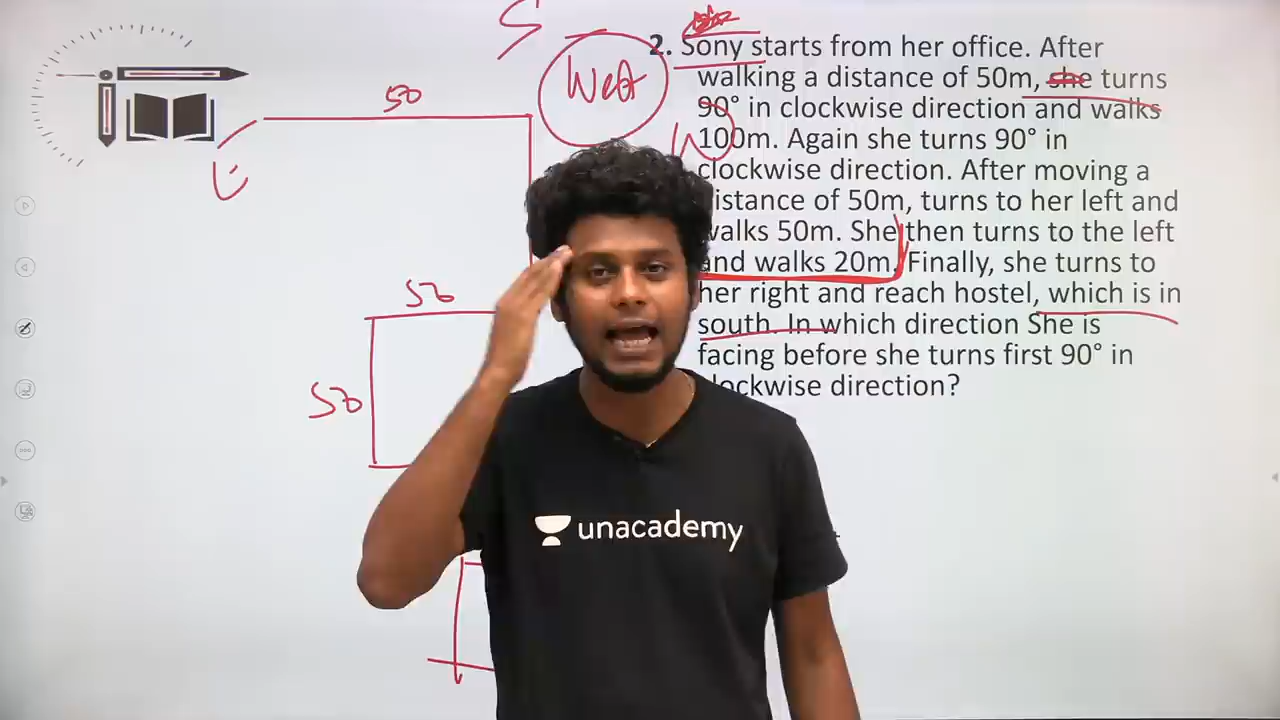 S
West
W
50
50
50
2. Sony starts from her office. After
walking a distance of 50m, she turns
90° in clockwise direction and walks
100m. Again she turns 90° in
clockwise direction. After moving a
istance of 50m, turns to her left and
walks 50m. She then turns to the left
and walks 20m. Finally, she turns to
her right and reach hostel, which is in
south. In which direction She is
facing before she turns first 90° in
lockwise direction?
unacademy